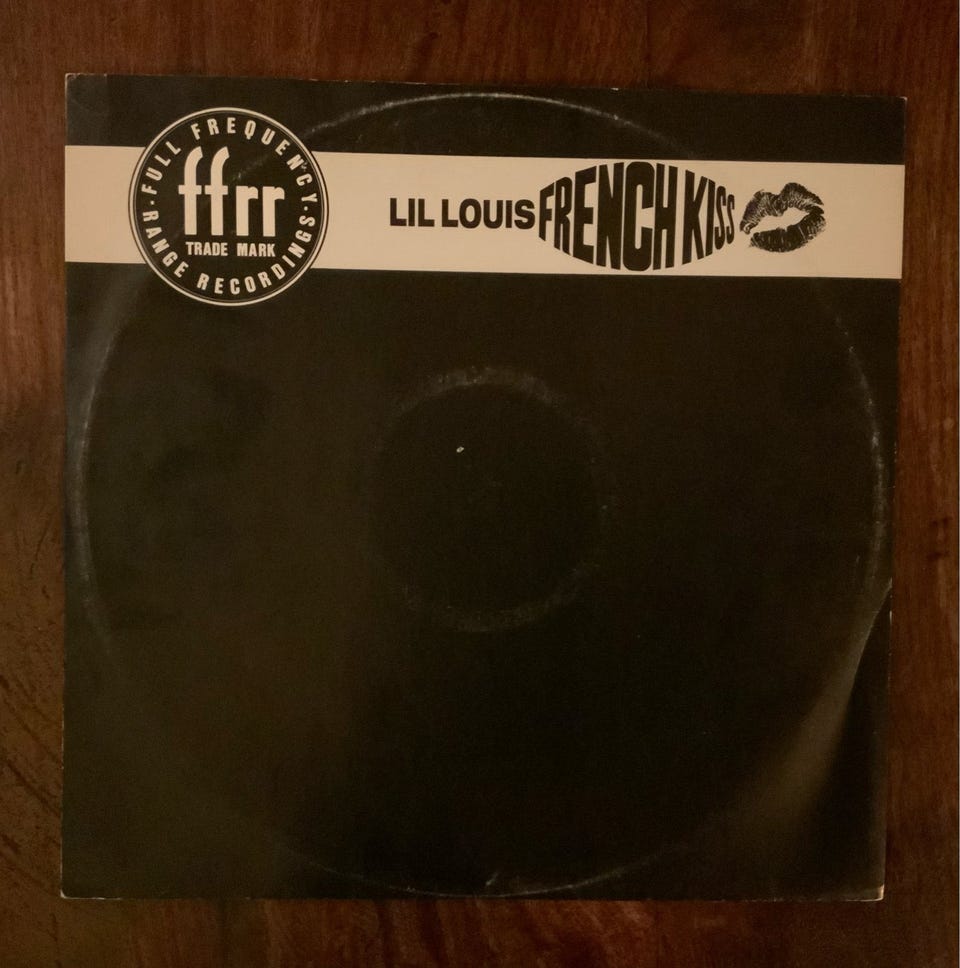 FULL FREQUENCY
RANGE RECORDINGS
ffrr
TRADE MARK
LIL LOUIS FRENCH KISS